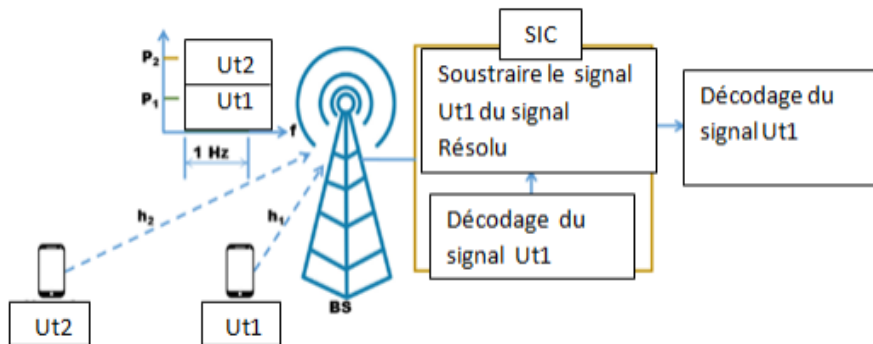 SIC
P2
Ut2
P1
Ut1
f
1 Hz
Soustraire le signal
Ut1 du signal
Résolu
Décodage du
signal Ut1
Décodage du
signal Ut1
h2
h1
BS
Ut2
Ut1